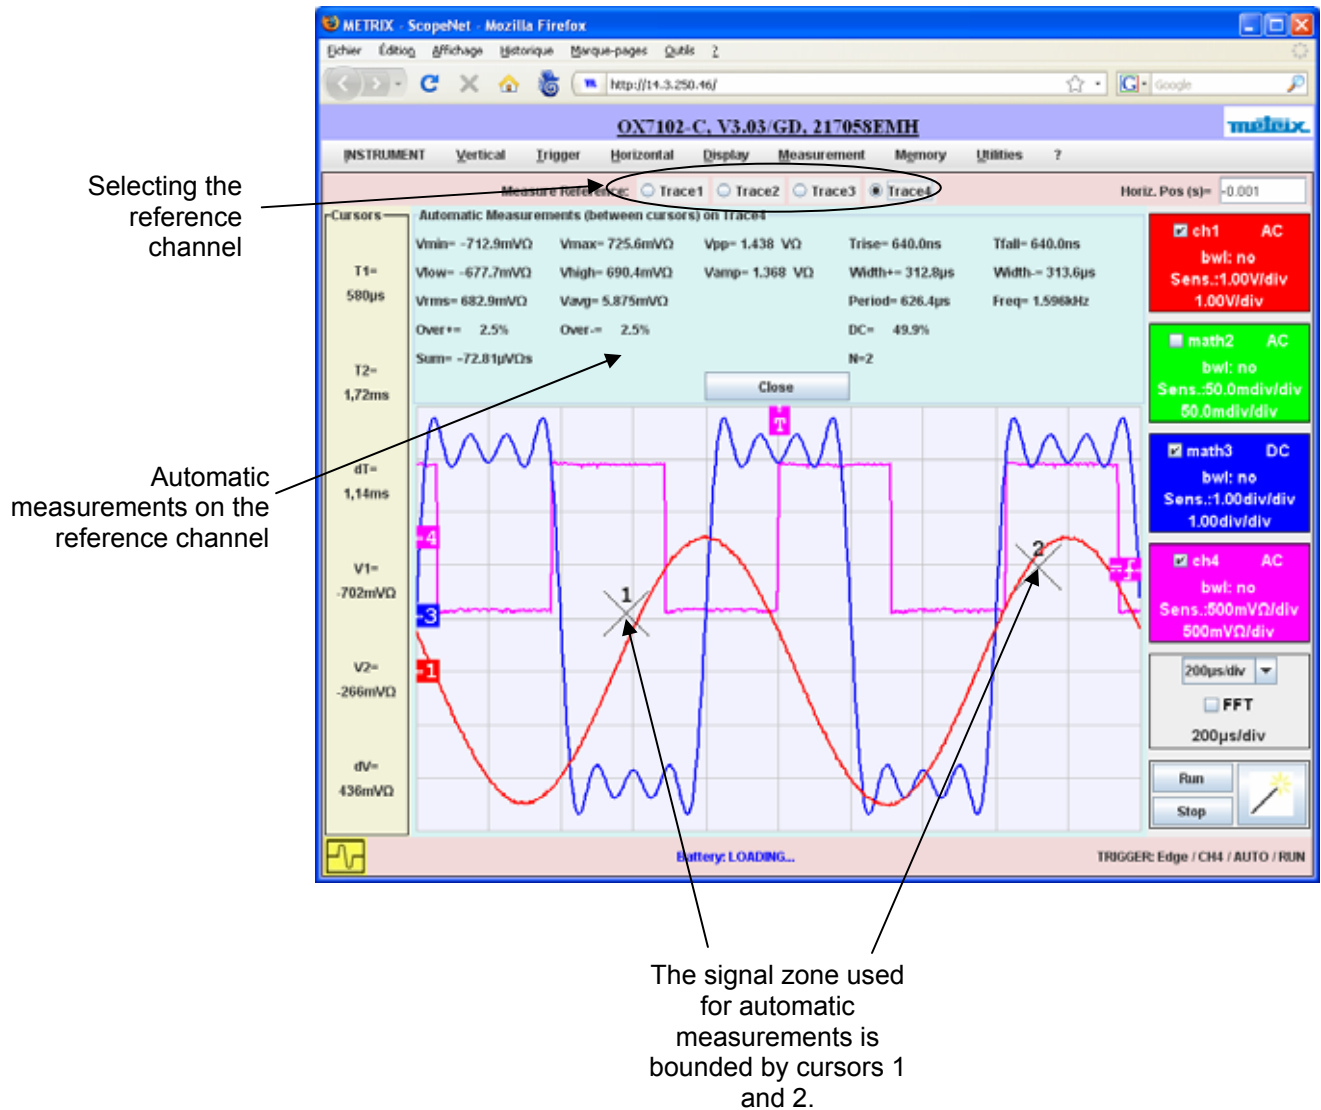 METRIX - ScopeNet - Mozilla Firefox
Fichier Édition Affichage Historique Marque-pages Outils ?
m http://14.3.250.46/ G Google
OX7102-C, V3.03/GD, 217058EMH metrix
INSTRUMENT Vertical Trigger Horizontal Display Measurement Memory Utilities ?
Measure Reference: Trace1 Trace2 Trace3 Trace4 Horiz. Pos (s)= -0.001
Selecting the
reference
channel
Cursors
T1=
580µs
T2=
1,72ms
dT=
1,14ms
V1=
-702mVΩ
V2=
-266mVΩ
dV=
436mVΩ
Automatic Measurements (between cursors) on Trace4
Vmin= -712.9mVΩ Vmax= 725.6mVΩ Vpp= 1.438 VΩ Trise= 640.0ns Tfall= 640.0ns
Vlow= -677.7mVΩ Vhigh= 690.4mVΩ Vamp= 1.368 VΩ Width+= 312.8µs Width-= 313.6µs
Vrms= 682.9mVΩ Vavg= 5.875mVΩ Period= 626.4µs Freq= 1.596kHz
Over+= 2.5% Over-= 2.5% DC= 49.9%
Sum= -72.81µVΩs N=2
Close
T
4
3
1
1
2
Automatic
measurements on the
reference channel
ch1 AC
bwl: no
Sens.:1.00V/div
1.00V/div
math2 AC
bwl: no
Sens.:50.0mdiv/div
50.0mdiv/div
math3 DC
bwl: no
Sens.:1.00div/div
1.00div/div
ch4 AC
bwl: no
Sens.:500mVΩ/div
500mVΩ/div
200µs/div
FFT
200µs/div
Run
Stop
Battery: LOADING... TRIGGER: Edge / CH4 / AUTO / RUN
The signal zone used
for automatic
measurements is
bounded by cursors 1
and 2.